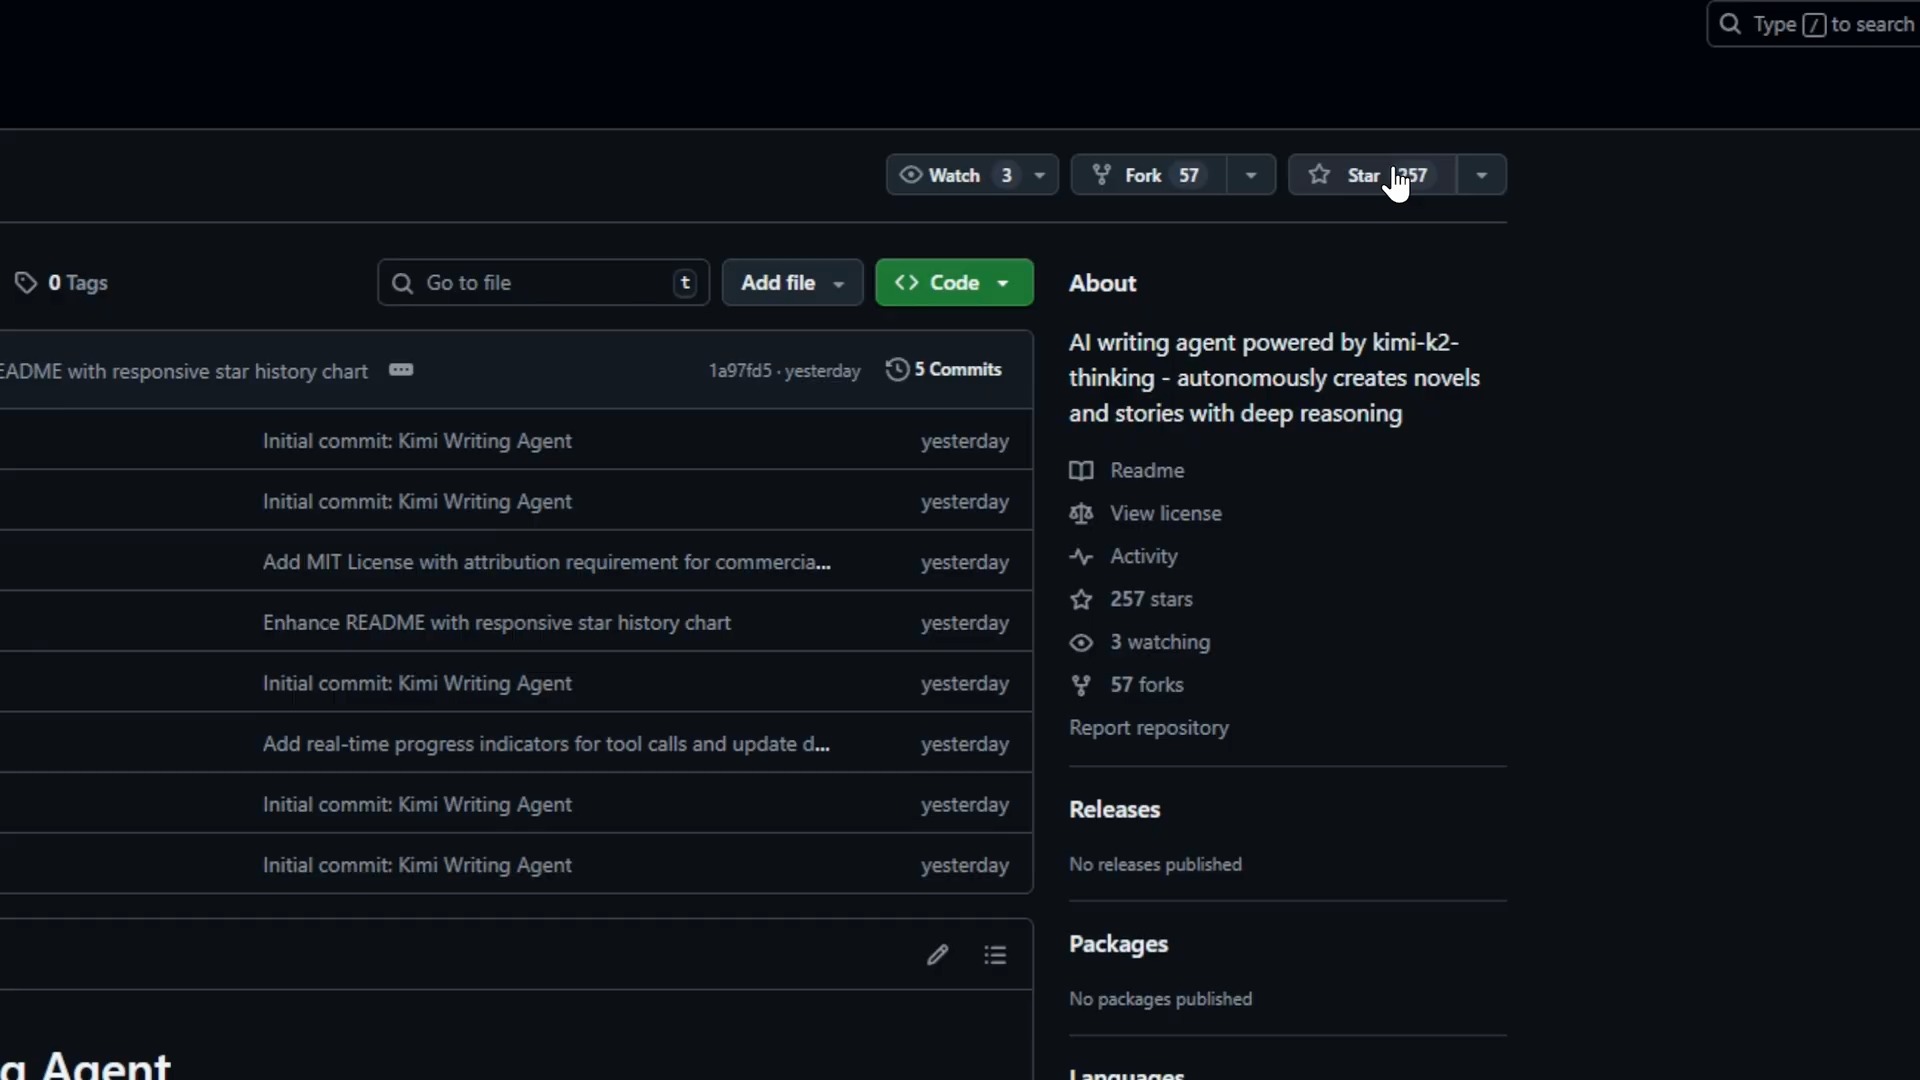 Type / to search
Watch 3
Fork 57
Star 257
0 Tags
Go to file t
Add file
Code
About
AI writing agent powered by kimi-k2-
thinking - autonomously creates novels
and stories with deep reasoning
EADME with responsive star history chart
1a97fd5 · yesterday
5 Commits
Initial commit: Kimi Writing Agent yesterday
Initial commit: Kimi Writing Agent yesterday
Add MIT License with attribution requirement for commercia... yesterday
Enhance README with responsive star history chart yesterday
Initial commit: Kimi Writing Agent yesterday
Add real-time progress indicators for tool calls and update d... yesterday
Initial commit: Kimi Writing Agent yesterday
Initial commit: Kimi Writing Agent yesterday
Readme
View license
Activity
257 stars
3 watching
57 forks
Report repository
Releases
No releases published
Packages
No packages published
Languages
g Agent